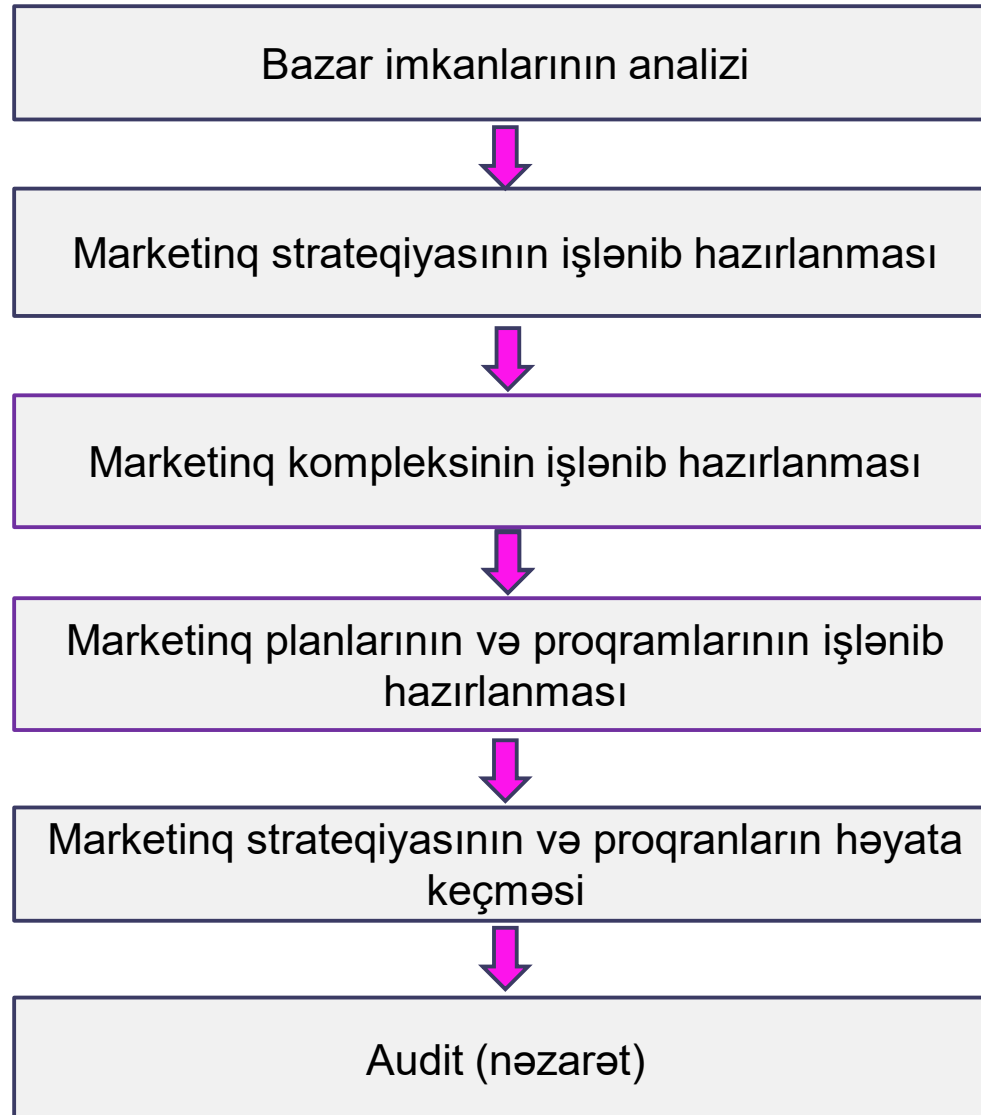 Bazar imkanlarının analizi
Marketinq strateqiyasının işlənib hazırlanması
Marketinq kompleksinin işlənib hazırlanması
Marketinq planlarının və proqramlarının işlənib
hazırlanması
Marketinq strateqiyasının və proqranların həyata
keçməsi
Audit (nəzarət)